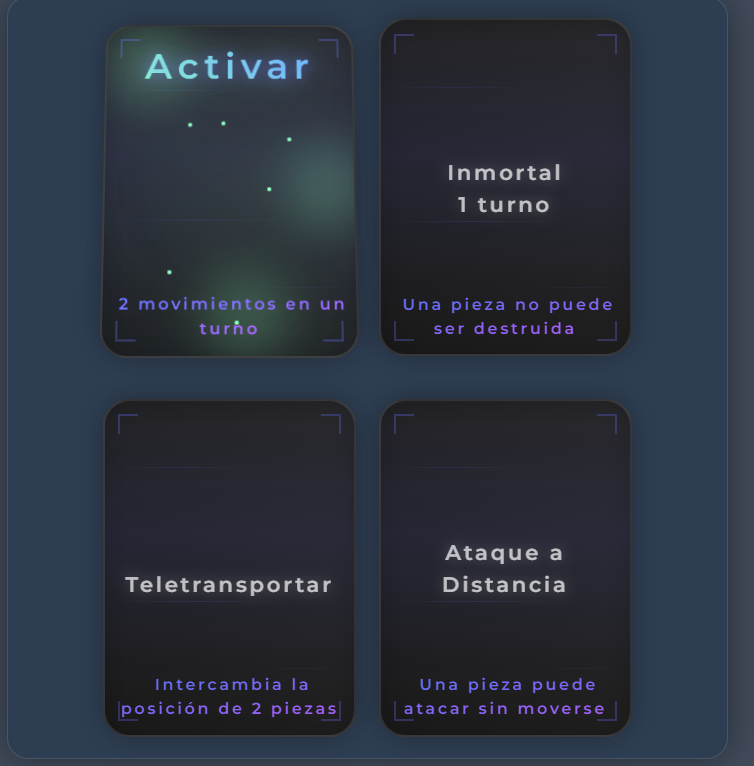 Activar
2 movimientos en un
turno
Inmortal
1 turno
Una pieza no puede
ser destruida
Teletransportar
Intercambia la
posición de 2 piezas
Ataque a
Distancia
Una pieza puede
atacar sin moverse